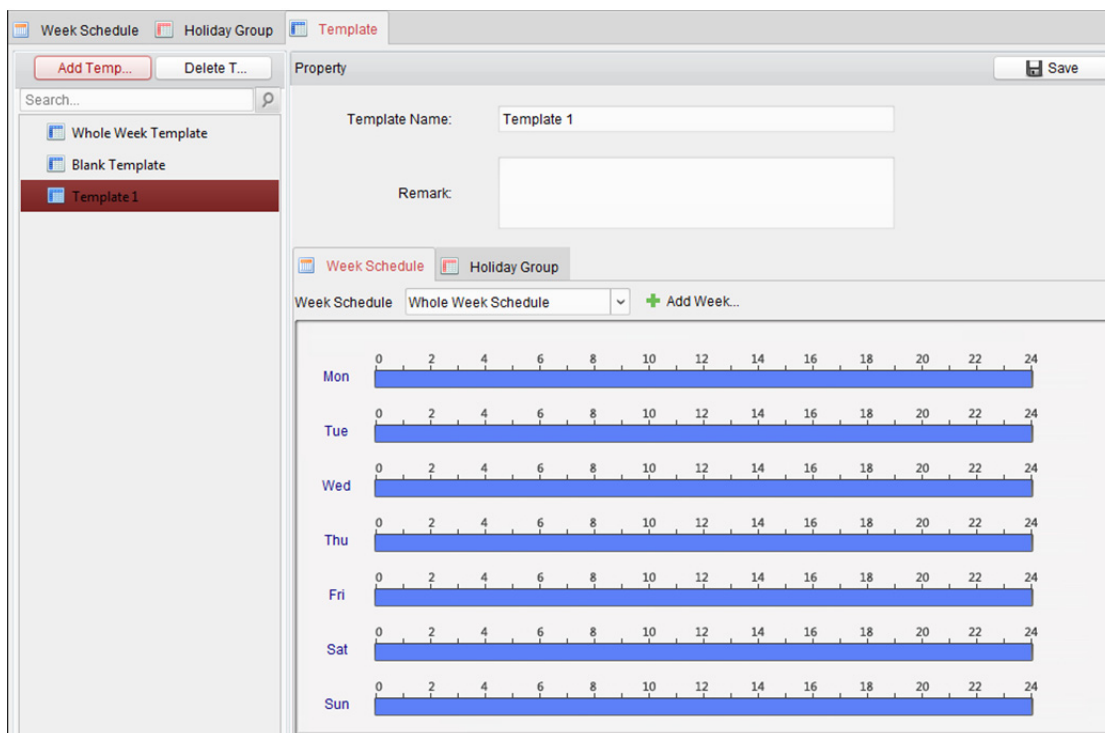 Week Schedule Holiday Group Template
Add Temp... Delete T... Property Save
Search...
Template Name: Template 1
Whole Week Template
Blank Template
Remark:
Template 1
Week Schedule Holiday Group
Week Schedule Whole Week Schedule Add Week...
0 2 4 6 8 10 12 14 16 18 20 22 24
Mon
0 2 4 6 8 10 12 14 16 18 20 22 24
Tue
0 2 4 6 8 10 12 14 16 18 20 22 24
Wed
0 2 4 6 8 10 12 14 16 18 20 22 24
Thu
0 2 4 6 8 10 12 14 16 18 20 22 24
Fri
0 2 4 6 8 10 12 14 16 18 20 22 24
Sat
0 2 4 6 8 10 12 14 16 18 20 22 24
Sun